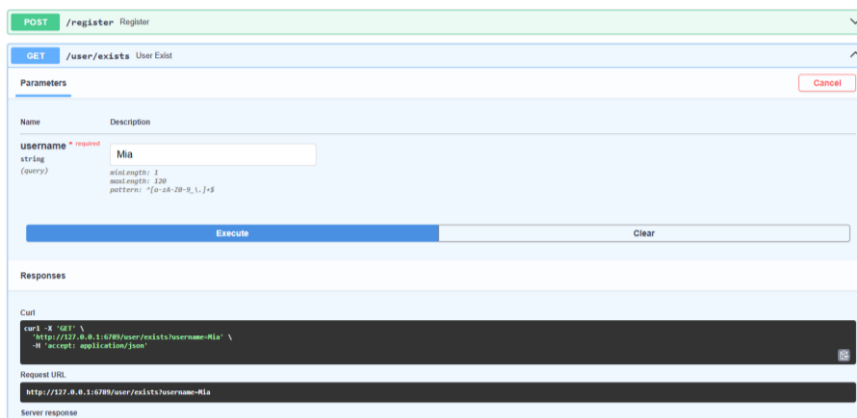 POST /register Register
GET /user/exists User Exist
Parameters
Cancel
Name Description
username * required
string
(query)
Mia
minLength: 1
maxLength: 120
pattern: ^[a-zA-Z0-9_\.]+$
Execute Clear
Responses
Curl
curl -X 'GET' \
'http://127.0.0.1:6789/user/exists?username=Mia' \
-H 'accept: application/json'
Request URL
http://127.0.0.1:6789/user/exists?username=Mia
Server response